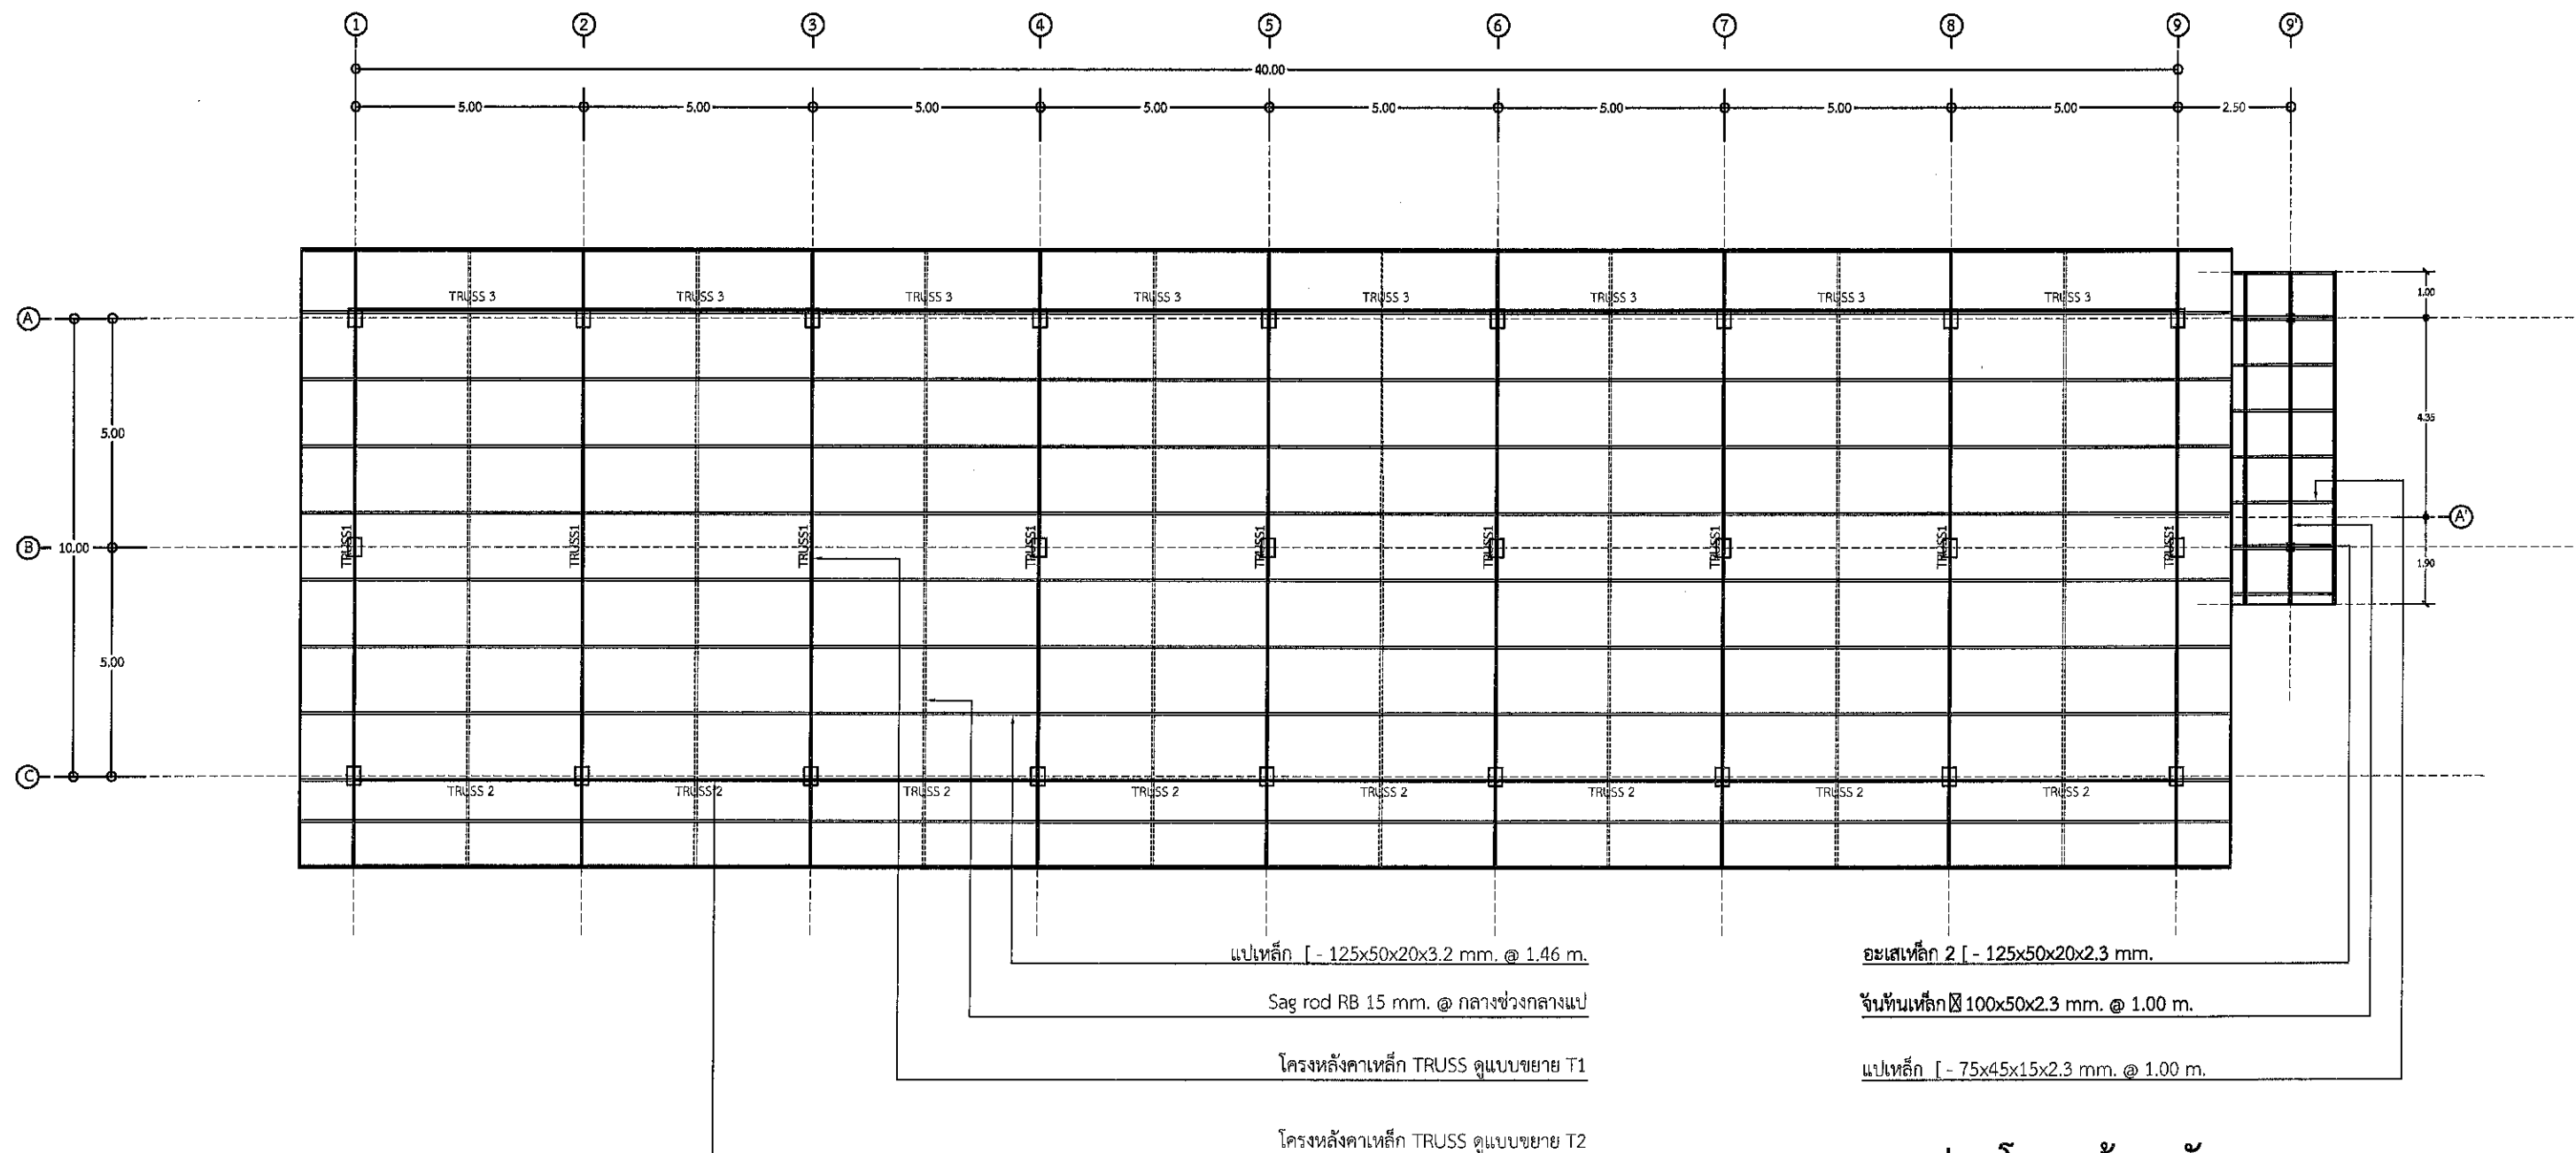 1 2 3 4 5 6 7 8 9 9'
40.00
5.00 5.00 5.00 5.00 5.00 5.00 5.00 5.00 2.50
TRUSS 3 TRUSS 3 TRUSS 3 TRUSS 3 TRUSS 3 TRUSS 3 TRUSS 3 TRUSS 3
1.00
A
5.00
4.35
A'
B
10.00
TRUSS1 TRUSS1 TRUSS1 TRUSS1 TRUSS1 TRUSS1 TRUSS1 TRUSS1 TRUSS1
1.90
5.00
C
TRUSS 2 TRUSS 2 TRUSS 2 TRUSS 2 TRUSS 2 TRUSS 2 TRUSS 2 TRUSS 2
แปเหล็ก [ - 125x50x20x3.2 mm. @ 1.46 m.
Sag rod RB 15 mm. @ กลางช่วงกลางแป
โครงหลังคาเหล็ก TRUSS ดูแบบขยาย T1
โครงหลังคาเหล็ก TRUSS ดูแบบขยาย T2
อะเสเหล็ก 2 [ - 125x50x20x2.3 mm.
จันทันเหล็ก 100x50x2.3 mm. @ 1.00 m.
แปเหล็ก [ - 75x45x15x2.3 mm. @ 1.00 m.